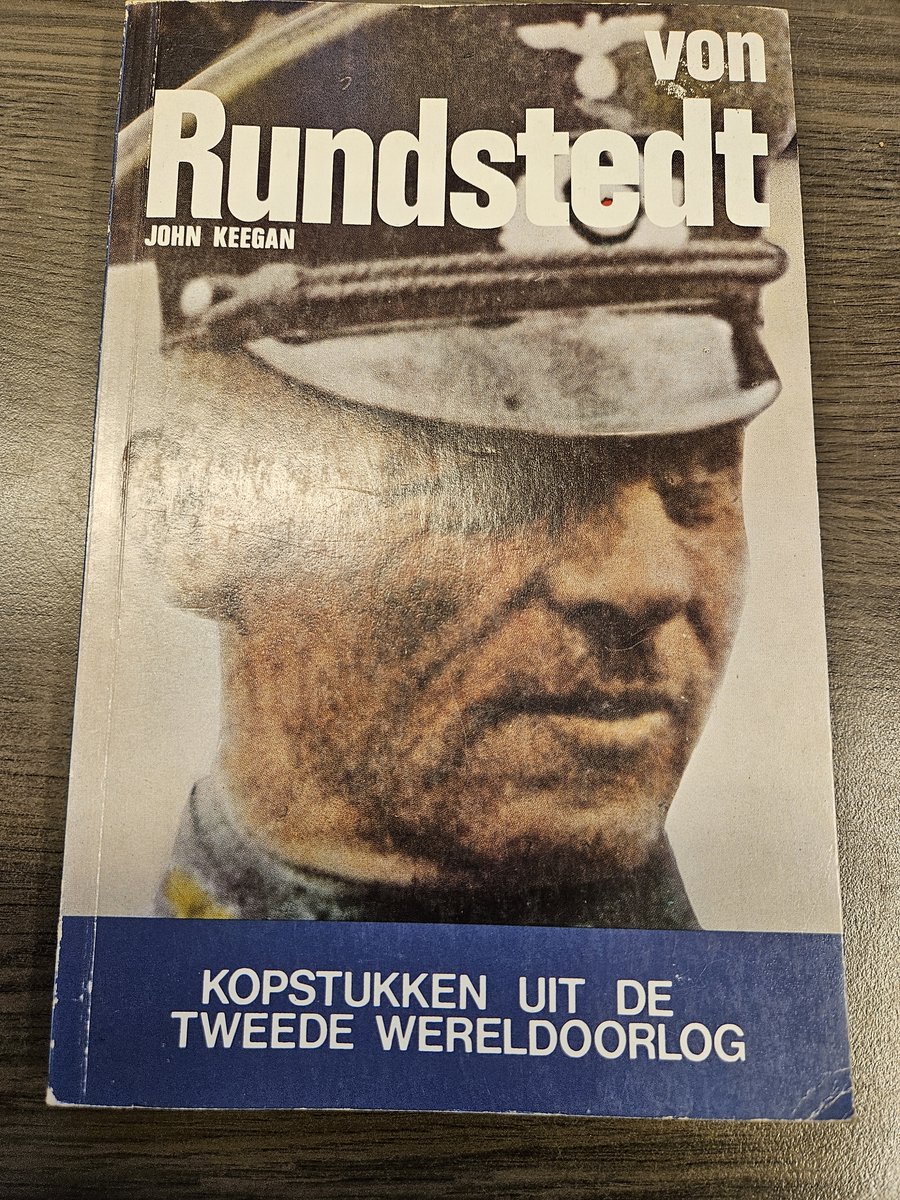 von
Rundstedt
JOHN KEEGAN
KOPSTUKKEN UIT DE
TWEEDE WERELDOORLOG